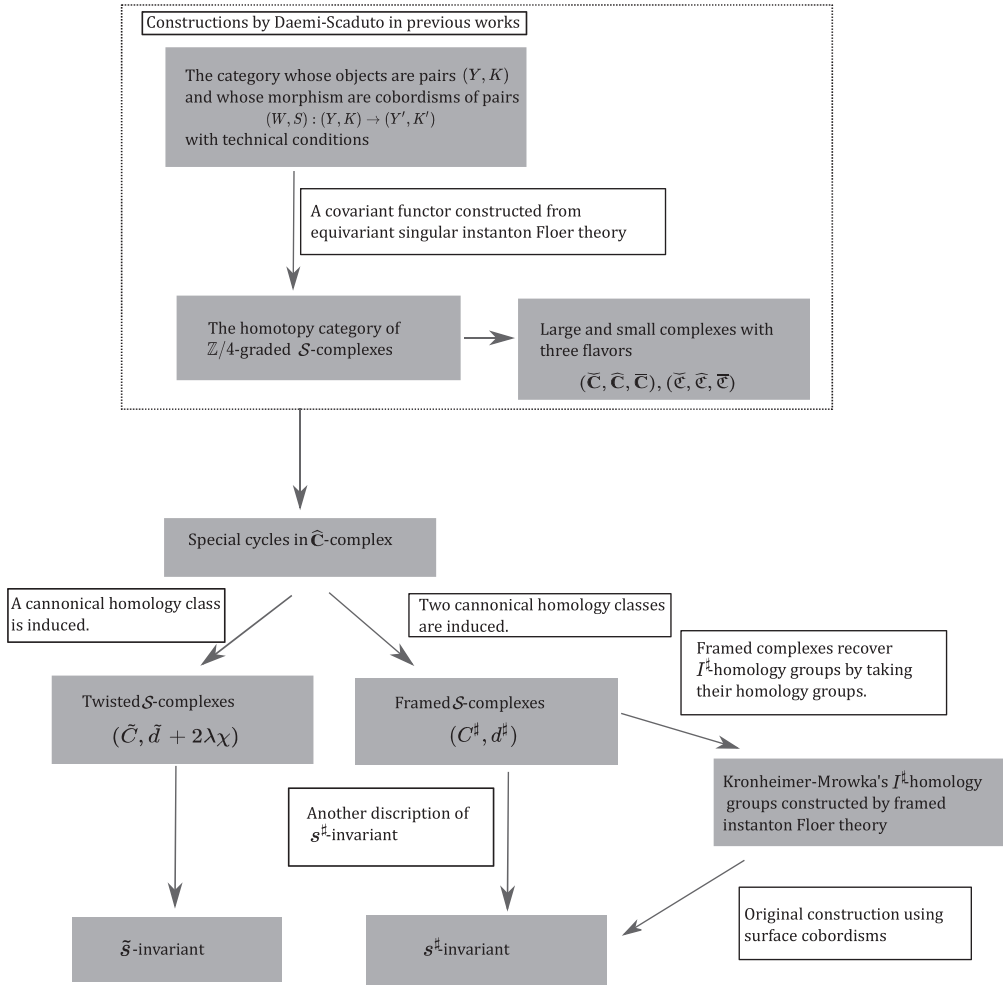 Constructions by Daemi-Scaduto in previous works
The category whose objects are pairs (Y, K)
and whose morphism are cobordisms of pairs
(W, S) : (Y, K) → (Y′, K′)
with technical conditions
A covariant functor constructed from
equivariant singular instanton Floer theory
The homotopy category of
ℤ/4-graded 𝒮-complexes
Large and small complexes with
three flavors
(C̆, Ĉ, C̄), (ℭ̆, ℭ̂, ℭ̄)
Special cycles in Ĉ-complex
A cannonical homology class
is induced.
Two cannonical homology classes
are induced.
Framed complexes recover
I♯-homology groups by taking
their homology groups.
Twisted 𝒮-complexes
(C̃, d̃ + 2λχ)
Framed 𝒮-complexes
(C♯, d♯)
Kronheimer-Mrowka's I♯-homology
groups constructed by framed
instanton Floer theory
Another discription of
s♯-invariant
Original construction using
surface cobordisms
s̃-invariant
s♯-invariant